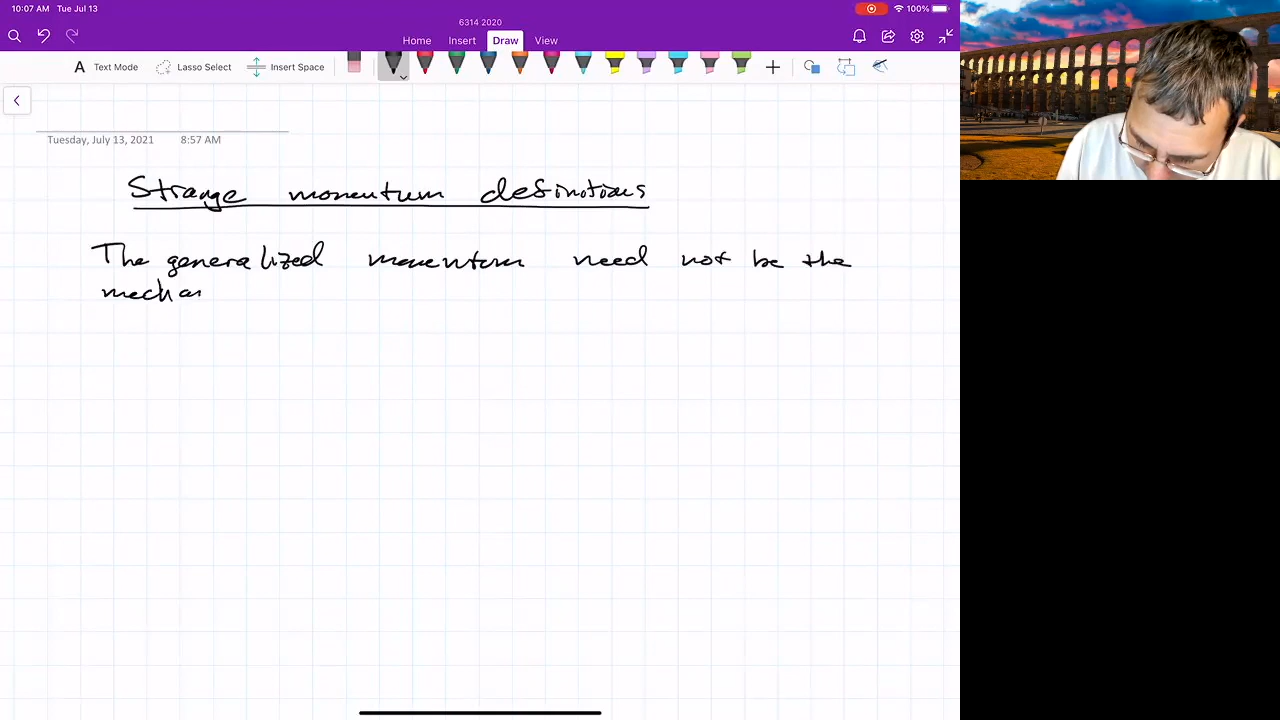 10:07 AM Tue Jul 13
100%
6314 2020
Home Insert Draw View
Text Mode Lasso Select Insert Space
Tuesday, July 13, 2021 8:57 AM
Strange momentum definitions
The generalized momentum need not be the
mechan